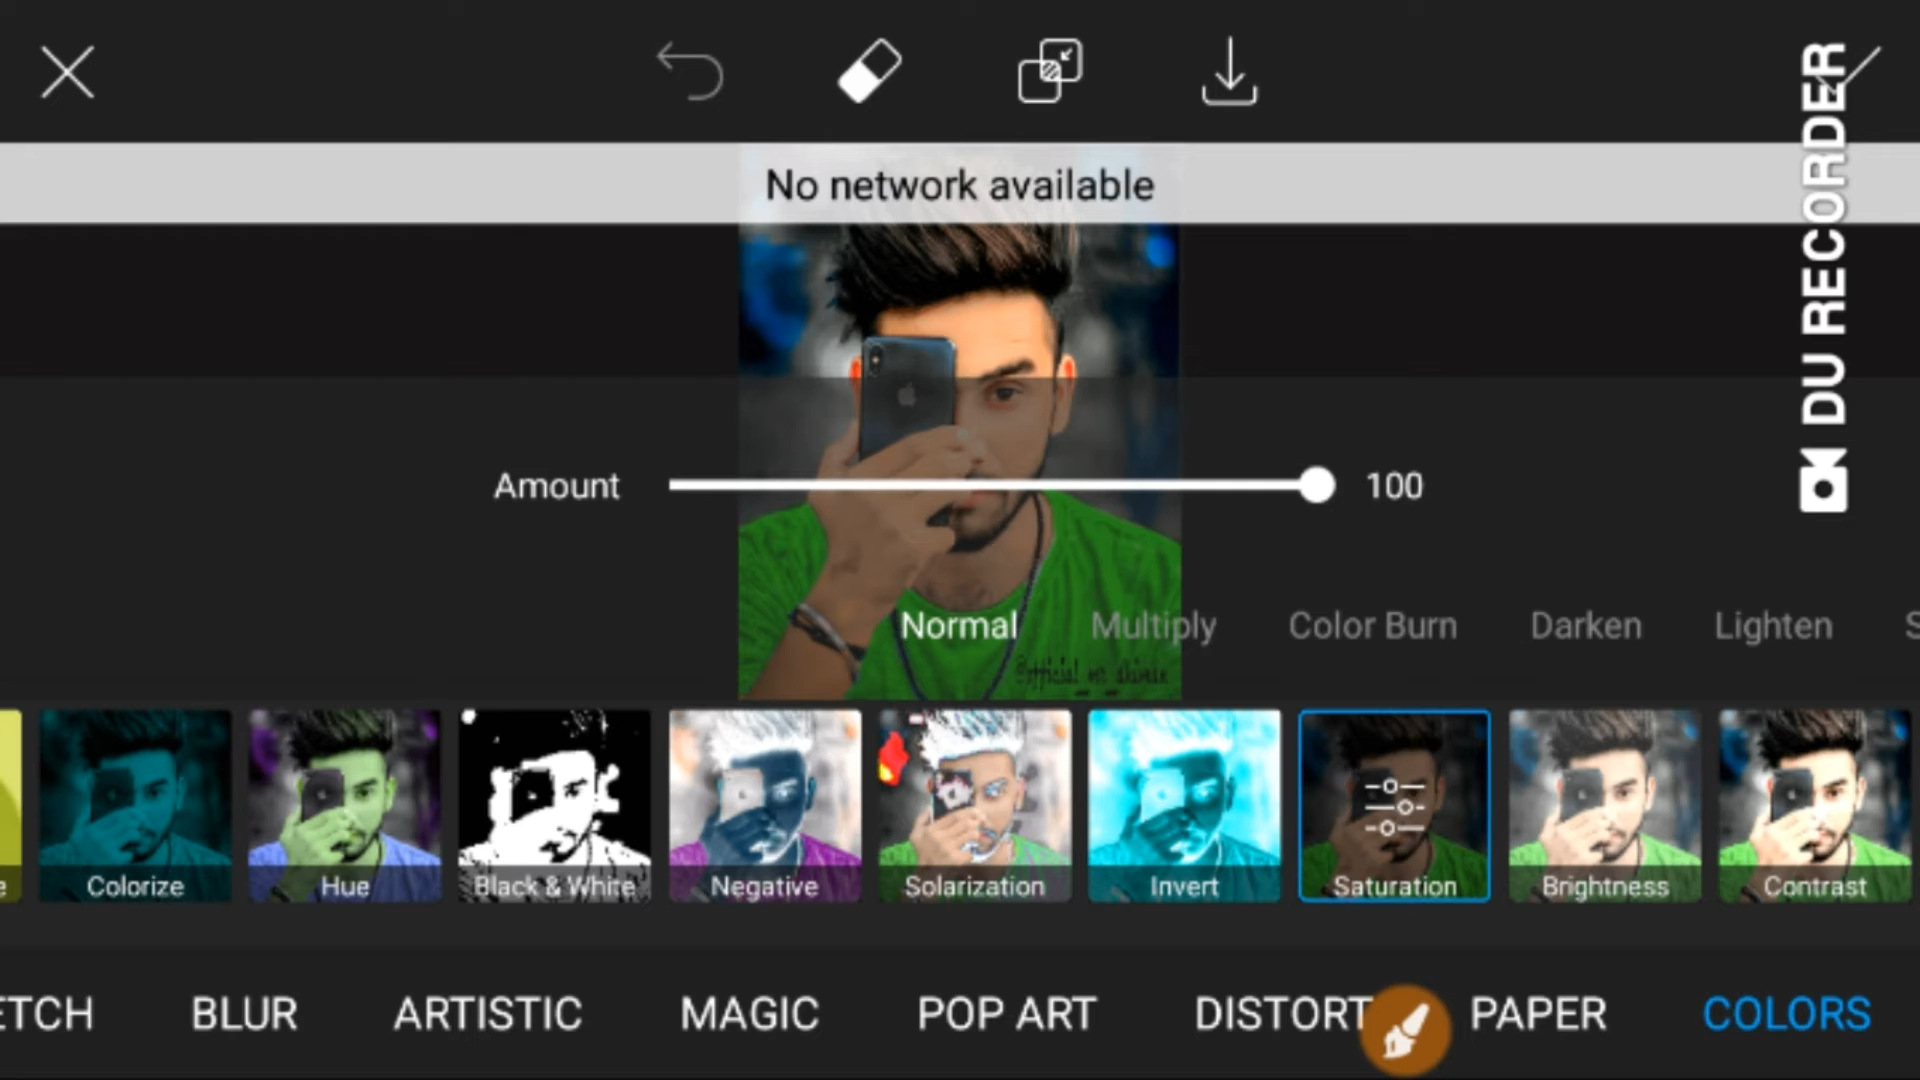 No network available
DU RECORDER
Amount 100
Normal Multiply Color Burn Darken Lighten S
Colorize Hue Black & White Negative Solarization Invert Saturation Brightness Contrast
ETCH BLUR ARTISTIC MAGIC POP ART DISTORT PAPER COLORS